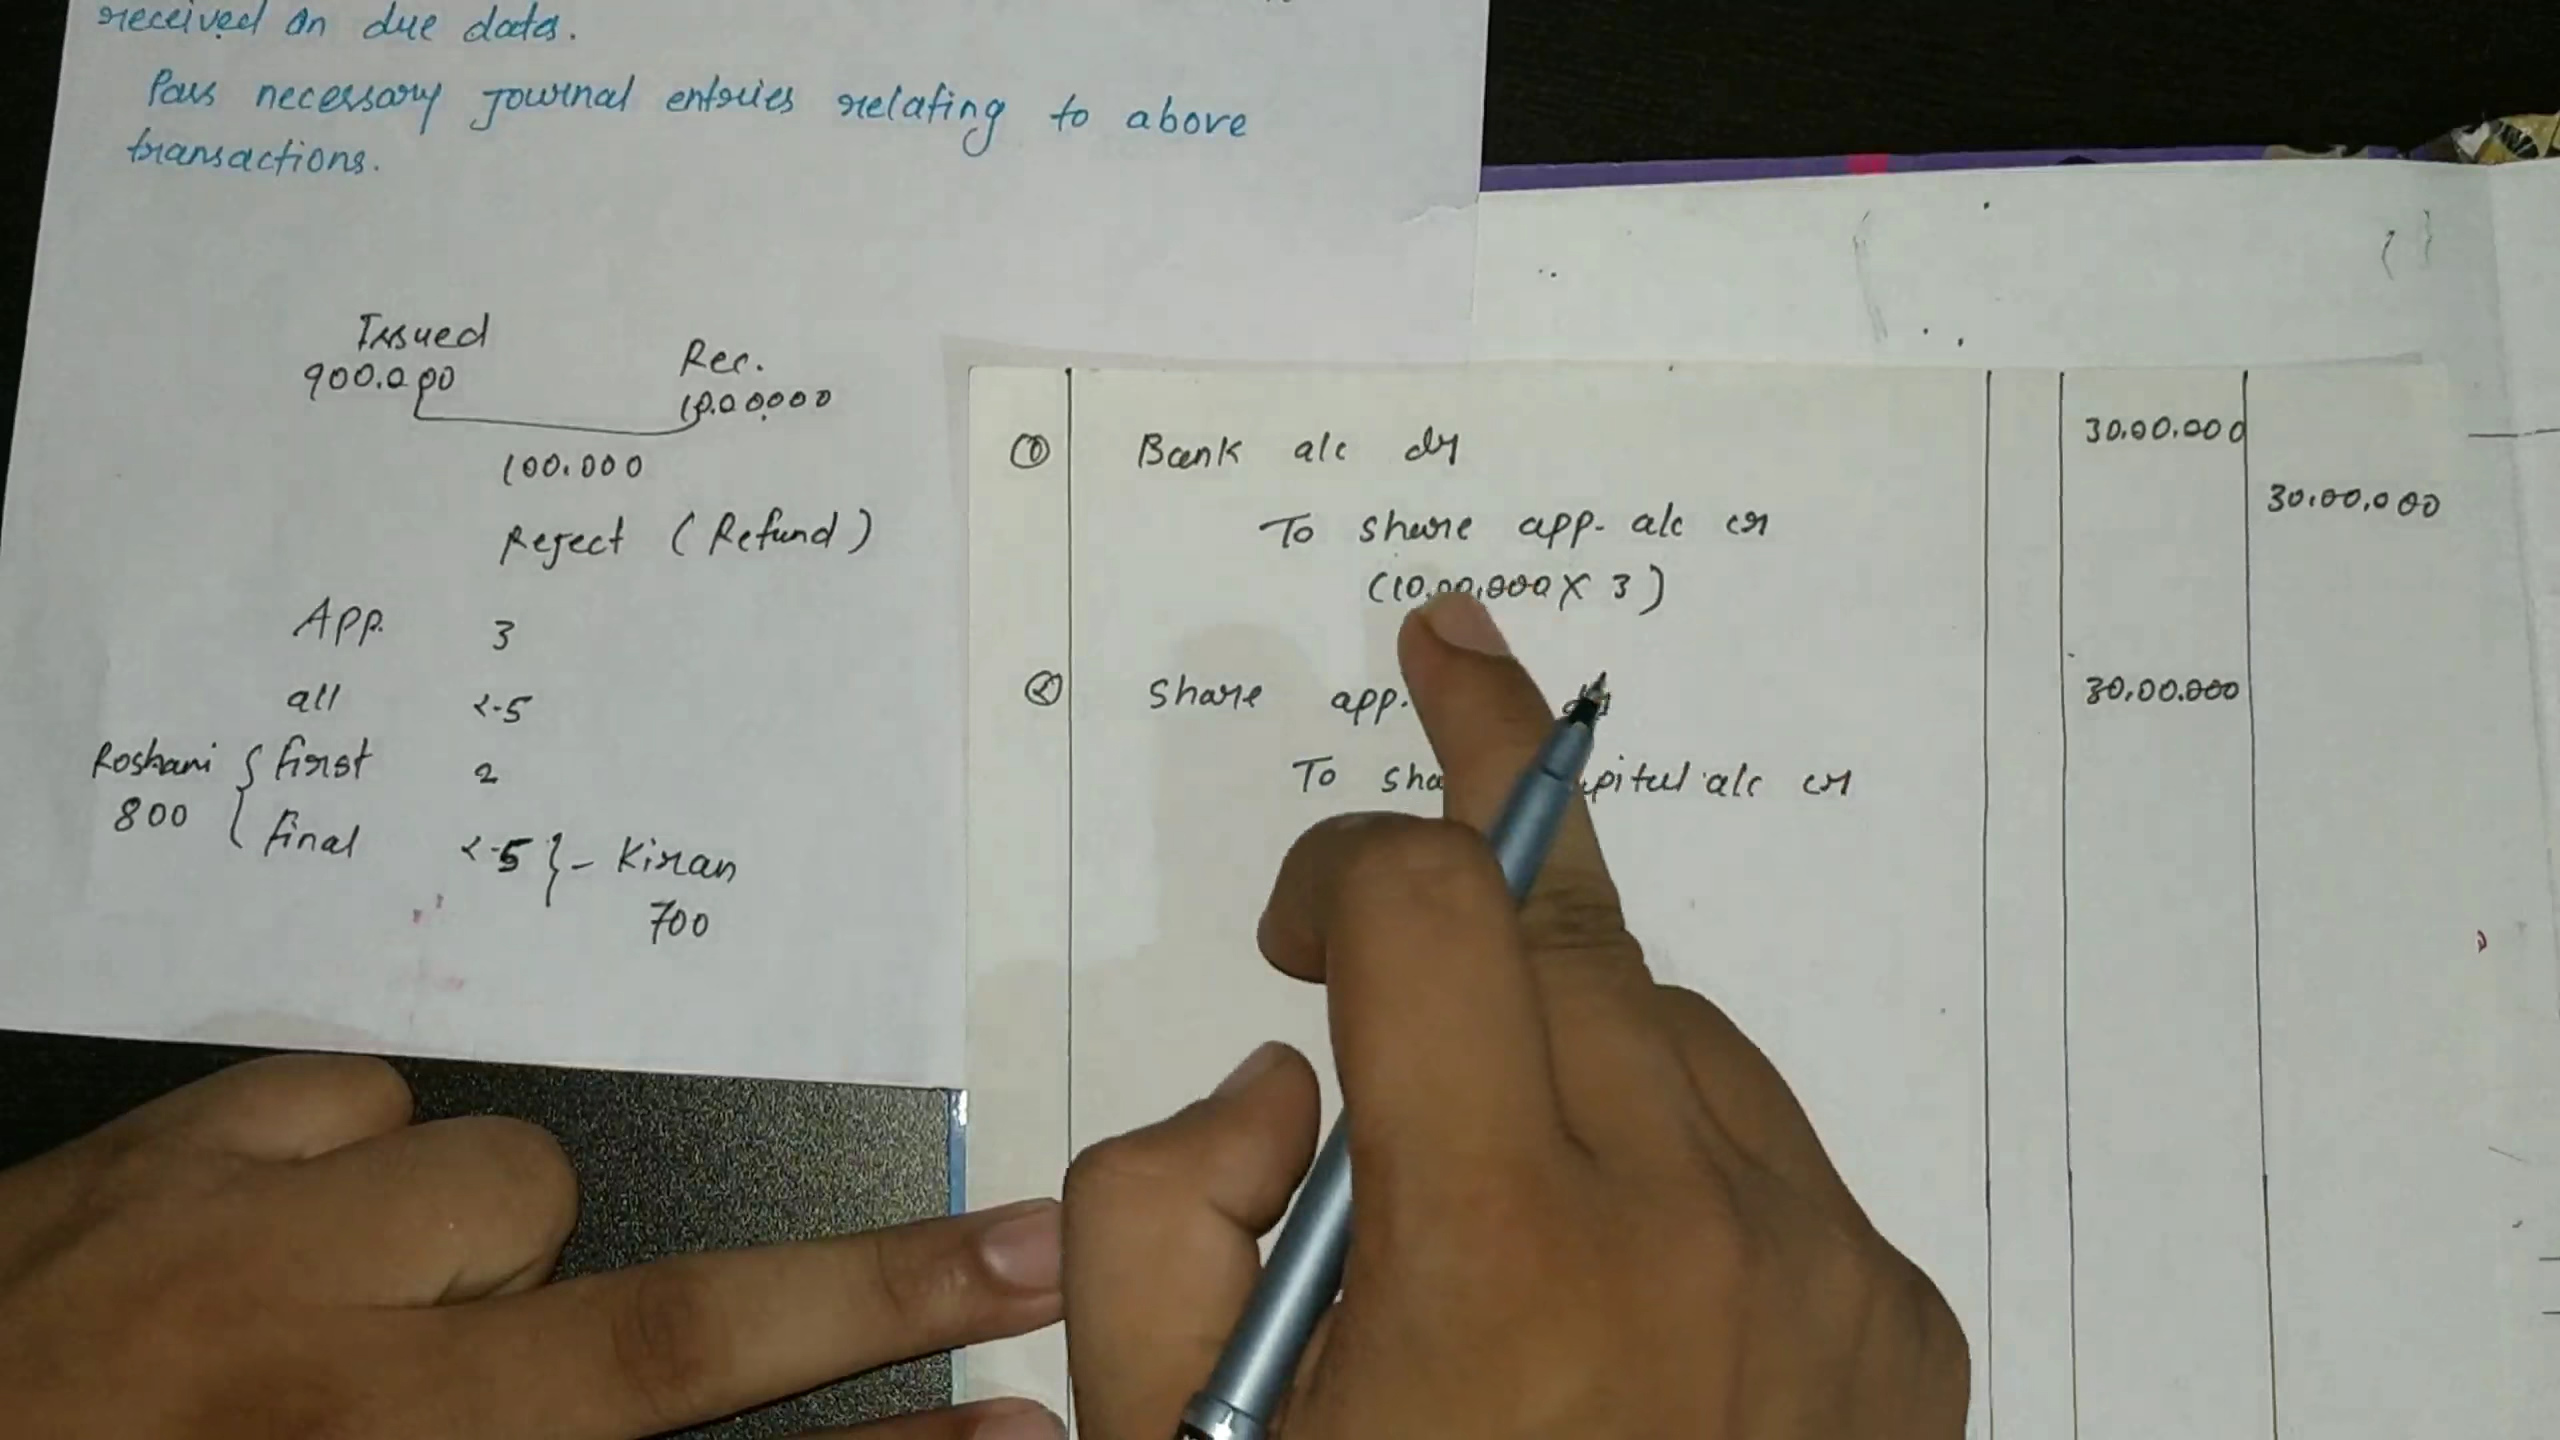 received on due dates.
Pass necessary Journal entries relating to above
transactions.
Issued
900.000
Rec.
10.00.000
100.000
Reject (Refund)
App. 3
all 2.5
Roshani first 2
800 final 2.5 } - Kiran
700
① Bank a/c dr 30,00,000
To share app. a/c cr 30,00,000
(10,00,000 X 3)
② Share app. dr 30,00,000
To sha pital a/c cr